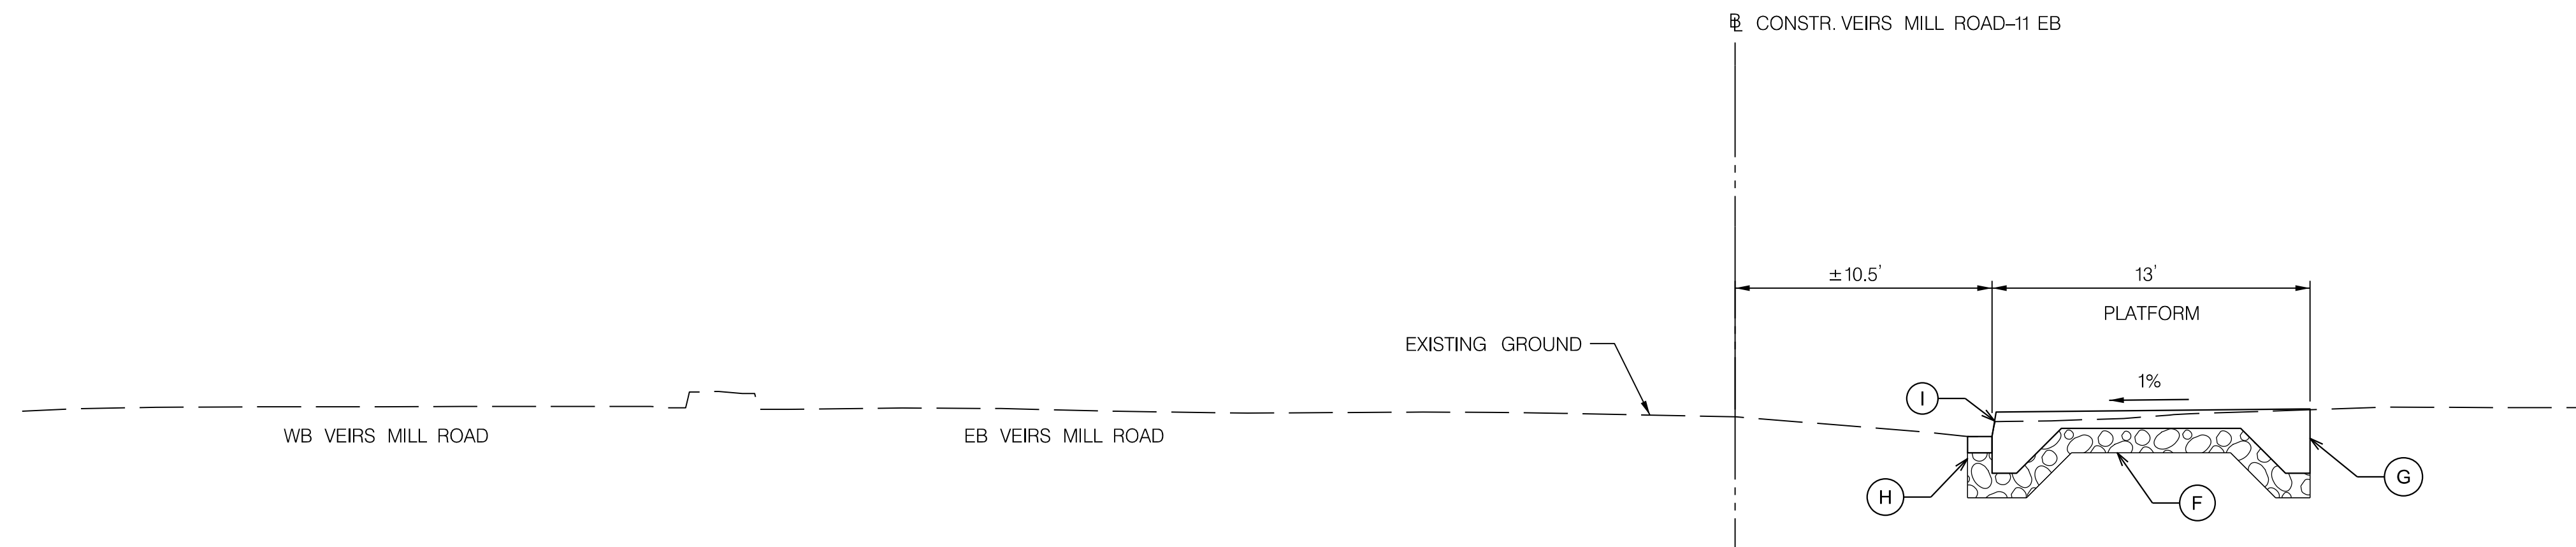 ℄ CONSTR. VEIRS MILL ROAD-11 EB
±10.5'
13'
PLATFORM
EXISTING GROUND
1%
I
WB VEIRS MILL ROAD
EB VEIRS MILL ROAD
H
F
G